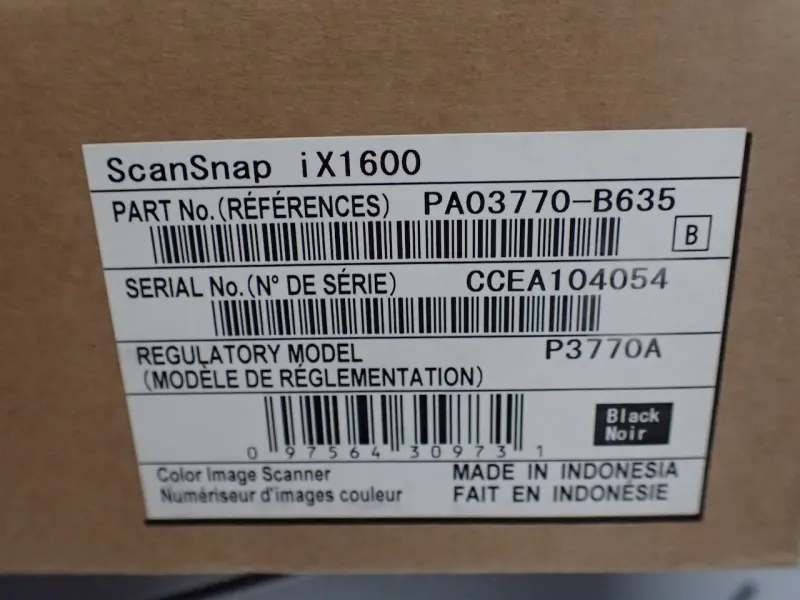 ScanSnap iX1600
PART No.(RÉFÉRENCES) PA03770-B635
B
SERIAL No.(N° DE SÉRIE) CCEA104054
REGULATORY MODEL P3770A
(MODÈLE DE RÉGLEMENTATION)
Black
Noir
0 97564 30973 1
Color Image Scanner MADE IN INDONESIA
Numériseur d'images couleur FAIT EN INDONÉSIE